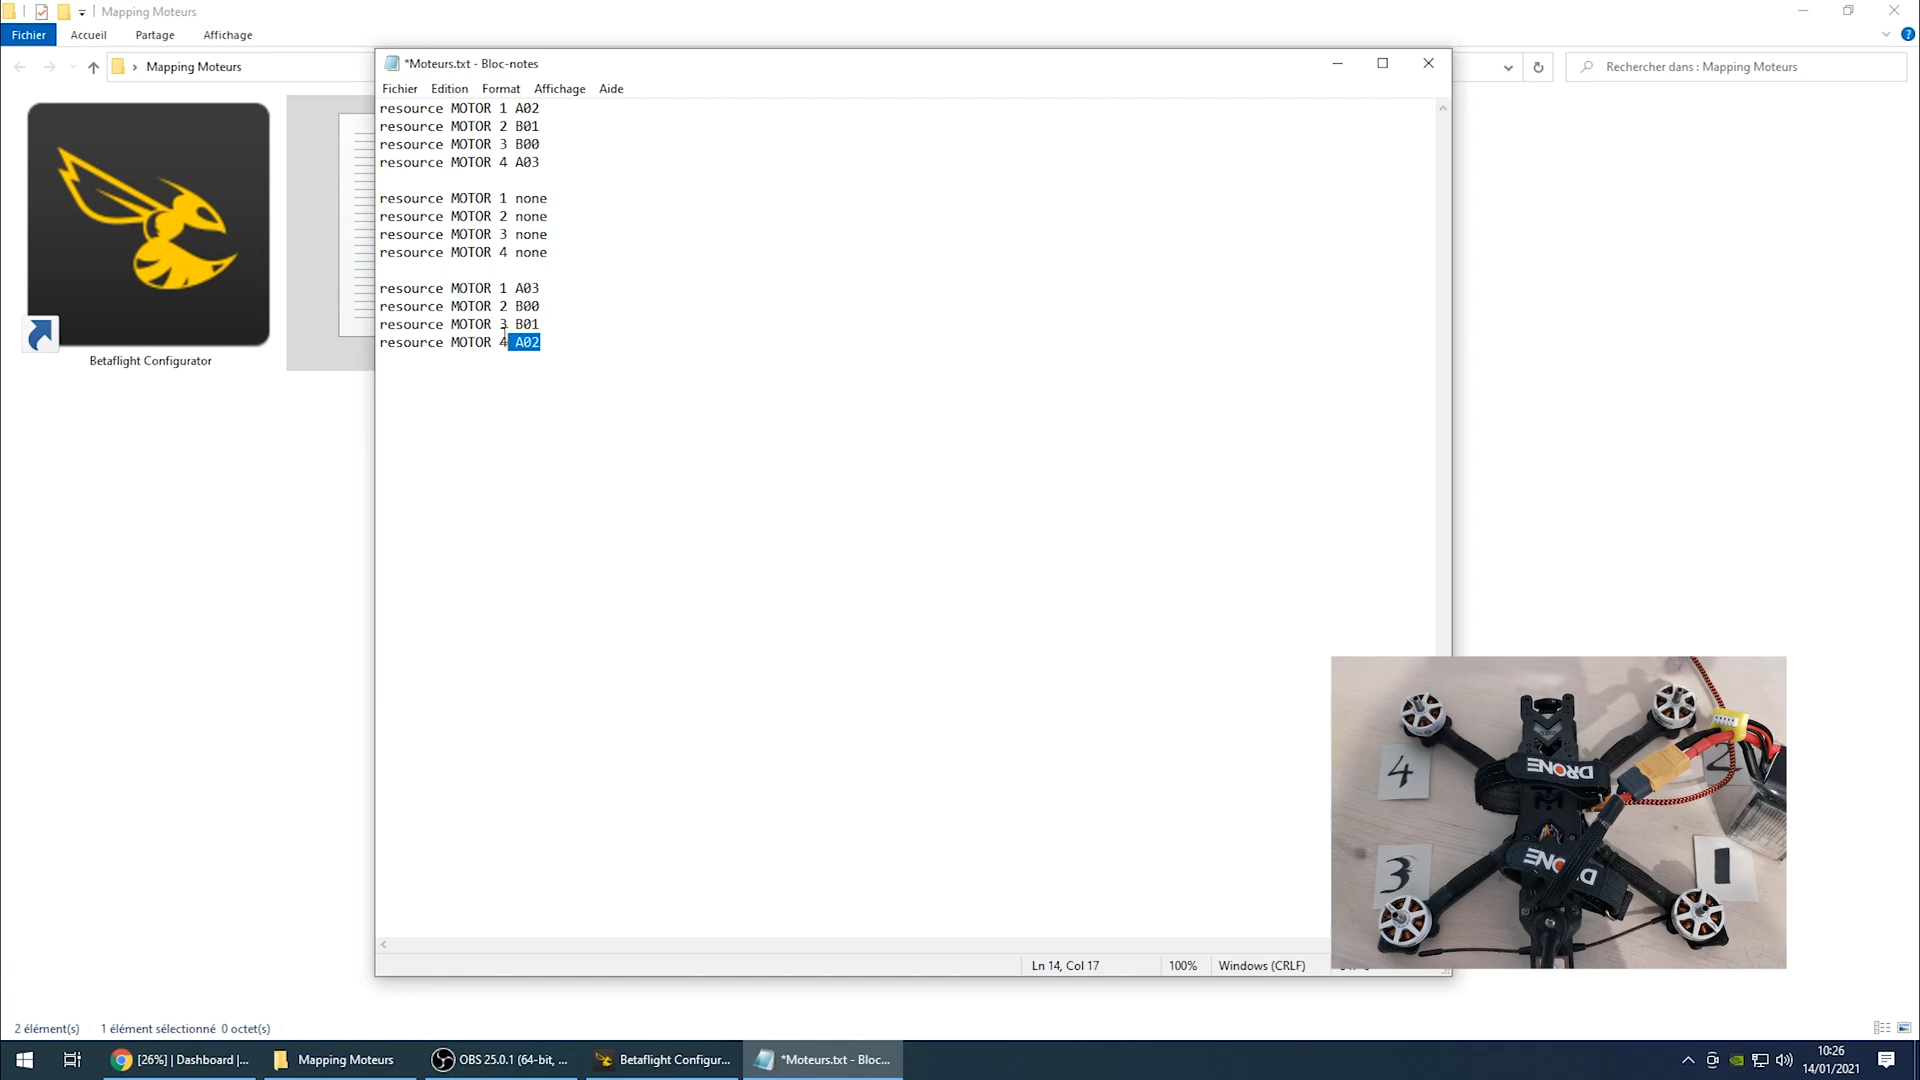 Mapping Moteurs
Fichier Accueil Partage Affichage
Mapping Moteurs
Rechercher dans : Mapping Moteurs
*Moteurs.txt - Bloc-notes
Fichier Edition Format Affichage Aide
resource MOTOR 1 A02
resource MOTOR 2 B01
resource MOTOR 3 B00
resource MOTOR 4 A03
resource MOTOR 1 none
resource MOTOR 2 none
resource MOTOR 3 none
resource MOTOR 4 none
resource MOTOR 1 A03
resource MOTOR 2 B00
resource MOTOR 3 B01
resource MOTOR 4 A02
Betaflight Configurator
4
DRONE
2
3
DRONE
1
Ln 14, Col 17 100% Windows (CRLF)
2 élément(s) 1 élément sélectionné 0 octet(s)
[26%] | Dashboard |... Mapping Moteurs OBS 25.0.1 (64-bit, ... Betaflight Configur... *Moteurs.txt - Bloc...
10:26
14/01/2021